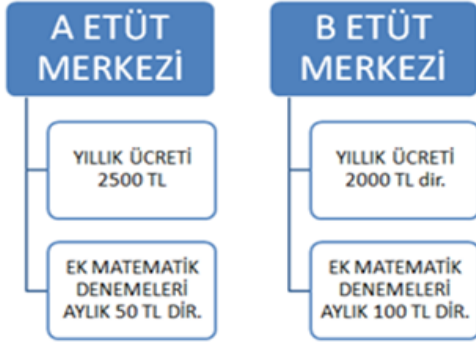 A ETÜT
MERKEZİ
YILLIK ÜCRETİ
2500 TL
EK MATEMATİK
DENEMELERİ
AYLIK 50 TL DİR.
B ETÜT
MERKEZİ
YILLIK ÜCRETİ
2000 TL dir.
EK MATEMATİK
DENEMELERİ
AYLIK 100 TL DİR.